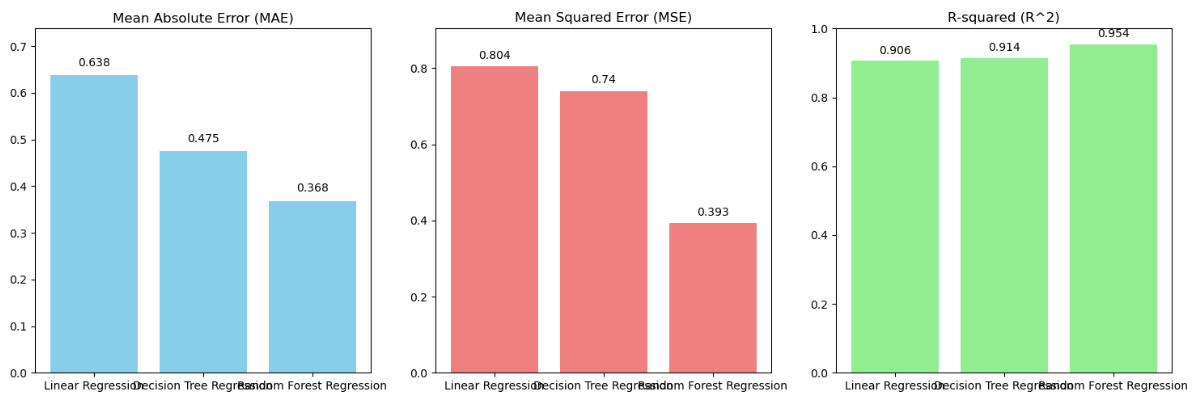 Mean Absolute Error (MAE)
0.7
0.6
0.5
0.4
0.3
0.2
0.1
0.0
0.638
0.475
0.368
Linear Regression
Decision Tree Regression
Random Forest Regression
Mean Squared Error (MSE)
0.8
0.6
0.4
0.2
0.0
0.804
0.74
0.393
Linear Regression
Decision Tree Regression
Random Forest Regression
R-squared (R^2)
1.0
0.8
0.6
0.4
0.2
0.0
0.906
0.914
0.954
Linear Regression
Decision Tree Regression
Random Forest Regression